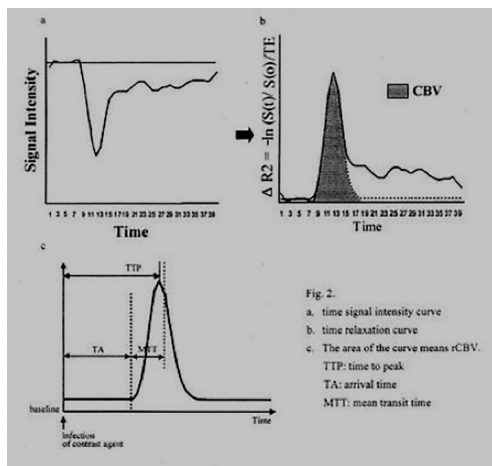 a
Signal Intensity
1 3 5 7 9 11 13 15 17 19 21 23 25 27 29 31 33 35 37 39
Time
b
Δ R2 = -ln (S(t)/ S(o)/TE
CBV
1 3 5 7 9 11 13 15 17 19 21 23 25 27 29 31 33 35 37 39
Time
c
TTP
TA
MTT
baseline
Time
Infection
of contrast agent
Fig. 2.
a. time signal intensity curve
b. time relaxation curve
c. The area of the curve means rCBV.
TTP: time to peak
TA: arrival time
MTT: mean transit time